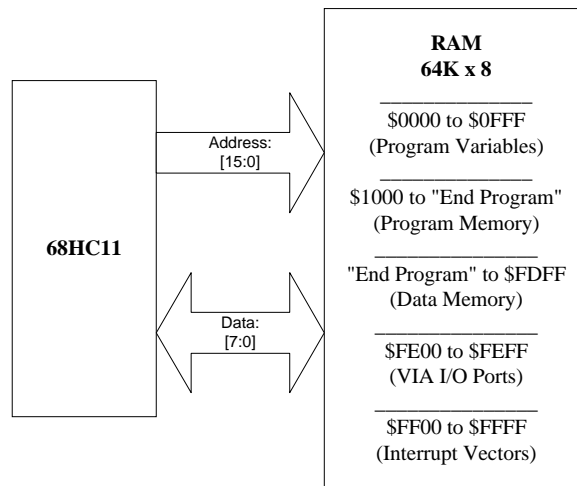 68HC11
Address:
[15:0]
Data:
[7:0]
RAM
64K x 8
$0000 to $0FFF
(Program Variables)
$1000 to "End Program"
(Program Memory)
"End Program" to $FDFF
(Data Memory)
$FE00 to $FEFF
(VIA I/O Ports)
$FF00 to $FFFF
(Interrupt Vectors)